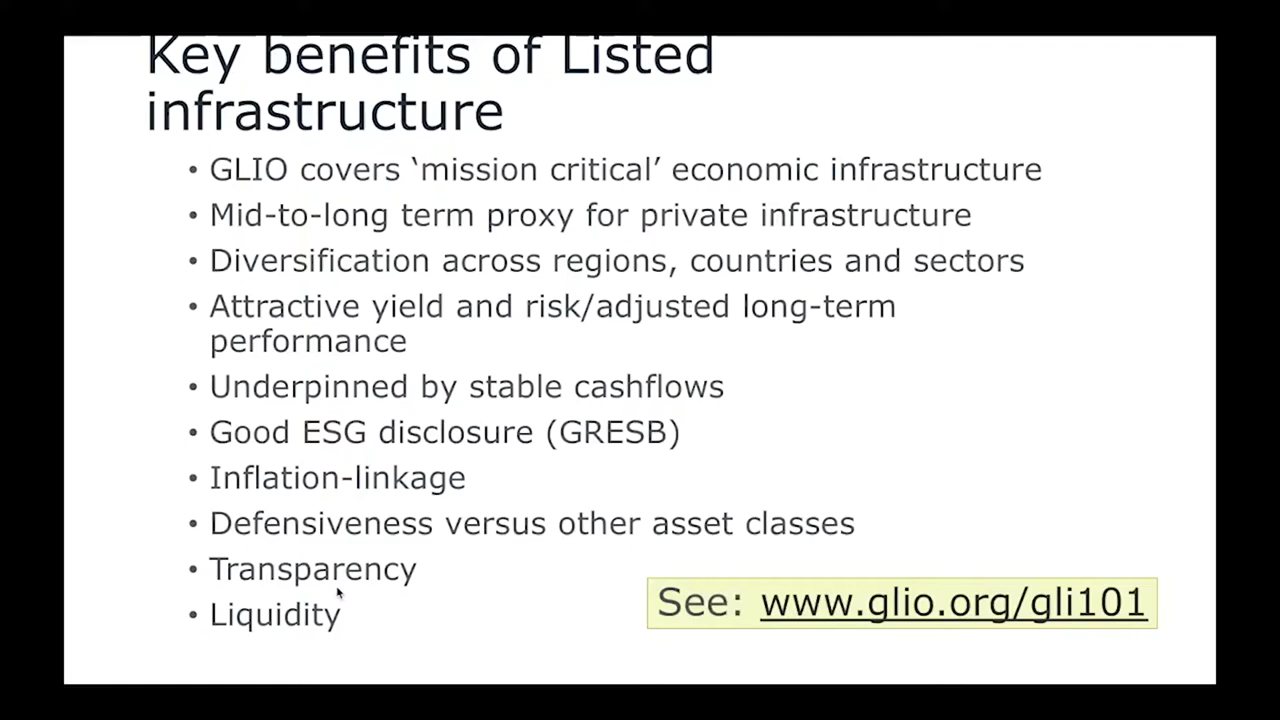 Key benefits of Listed
infrastructure
• GLIO covers ‘mission critical’ economic infrastructure
• Mid-to-long term proxy for private infrastructure
• Diversification across regions, countries and sectors
• Attractive yield and risk/adjusted long-term
performance
• Underpinned by stable cashflows
• Good ESG disclosure (GRESB)
• Inflation-linkage
• Defensiveness versus other asset classes
• Transparency
• Liquidity
See: www.glio.org/gli101